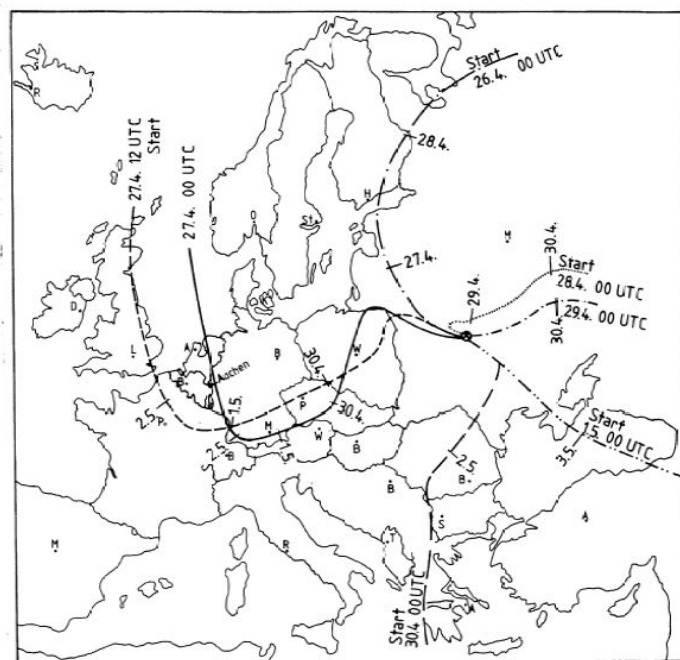 Start
26.4. 00 UTC
R
28.4.
27.4. 12 UTC
Start
27.4. 00 UTC
H
O
St
M
30.4.
27.4.
Start
28.4. 00 UTC
29.4.
29.4. 00 UTC
30.4.
D
L
A
B
W
B
Aachen
30.4.
P
30.4.
1.5.
2.5.
P
M
W
1.5.
B
2.5.
B
Start
1.5. 00 UTC
3.5.
2.5.
B
B
S
M
R
T
A
A
Start
30.4. 00 UTC